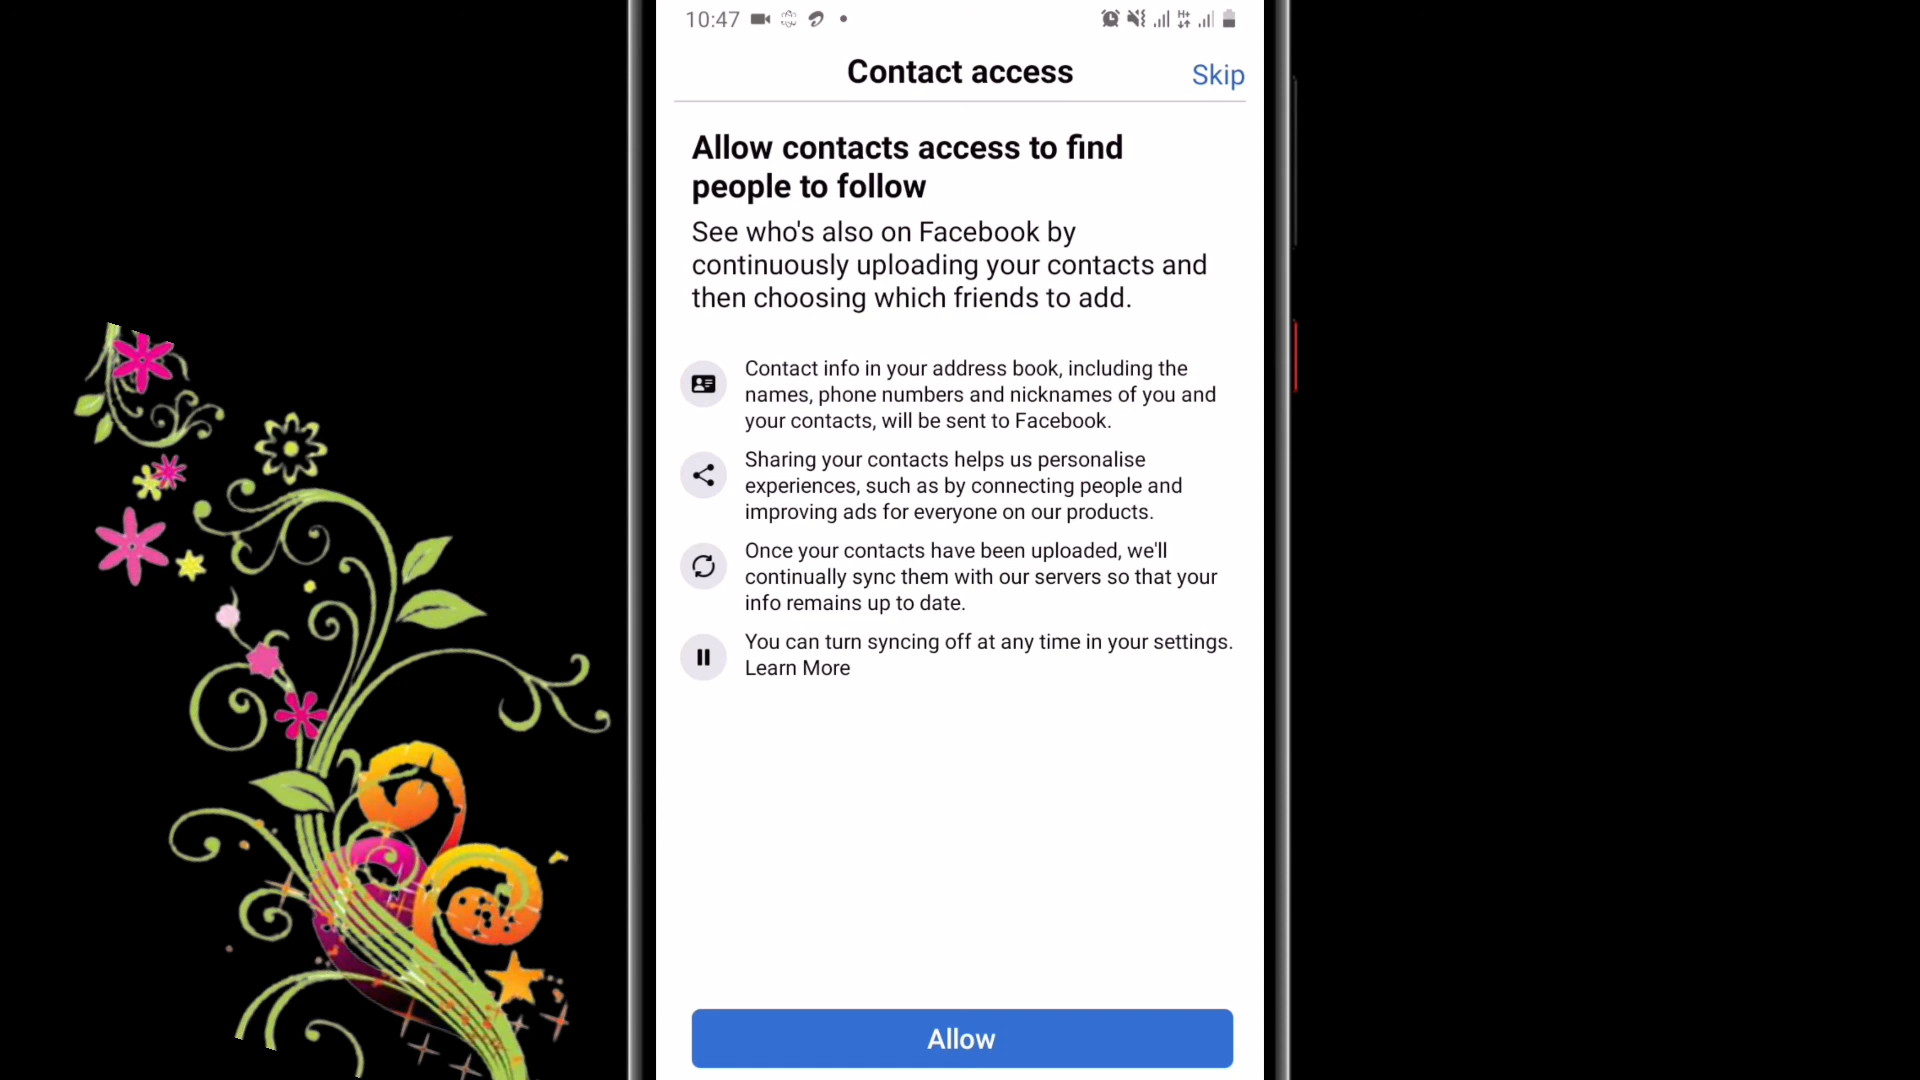 10:47
Contact access
Skip
Allow contacts access to find
people to follow
See who's also on Facebook by
continuously uploading your contacts and
then choosing which friends to add.
Contact info in your address book, including the
names, phone numbers and nicknames of you and
your contacts, will be sent to Facebook.
Sharing your contacts helps us personalise
experiences, such as by connecting people and
improving ads for everyone on our products.
Once your contacts have been uploaded, we'll
continually sync them with our servers so that your
info remains up to date.
You can turn syncing off at any time in your settings.
Learn More
Allow